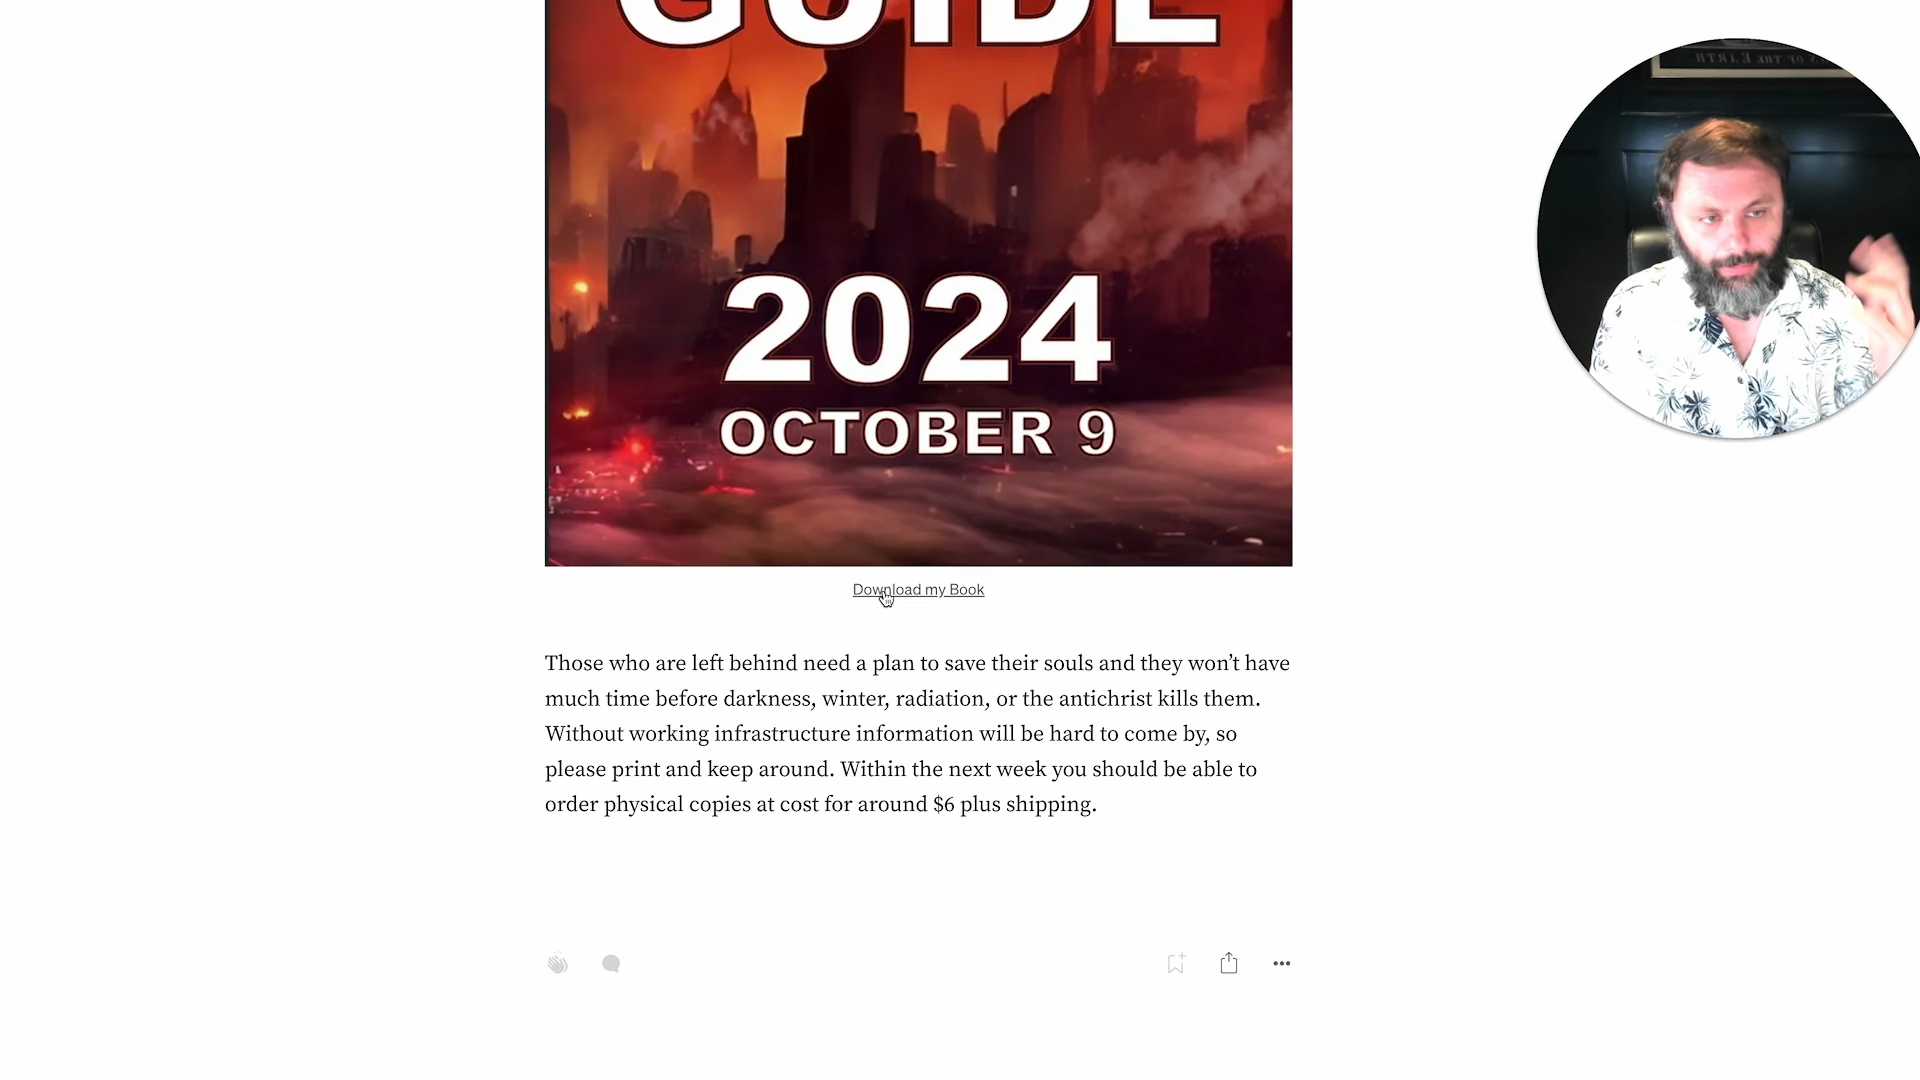 GUIDE
2024
OCTOBER 9
Download my Book
Those who are left behind need a plan to save their souls and they won’t have
much time before darkness, winter, radiation, or the antichrist kills them.
Without working infrastructure information will be hard to come by, so
please print and keep around. Within the next week you should be able to
order physical copies at cost for around $6 plus shipping.